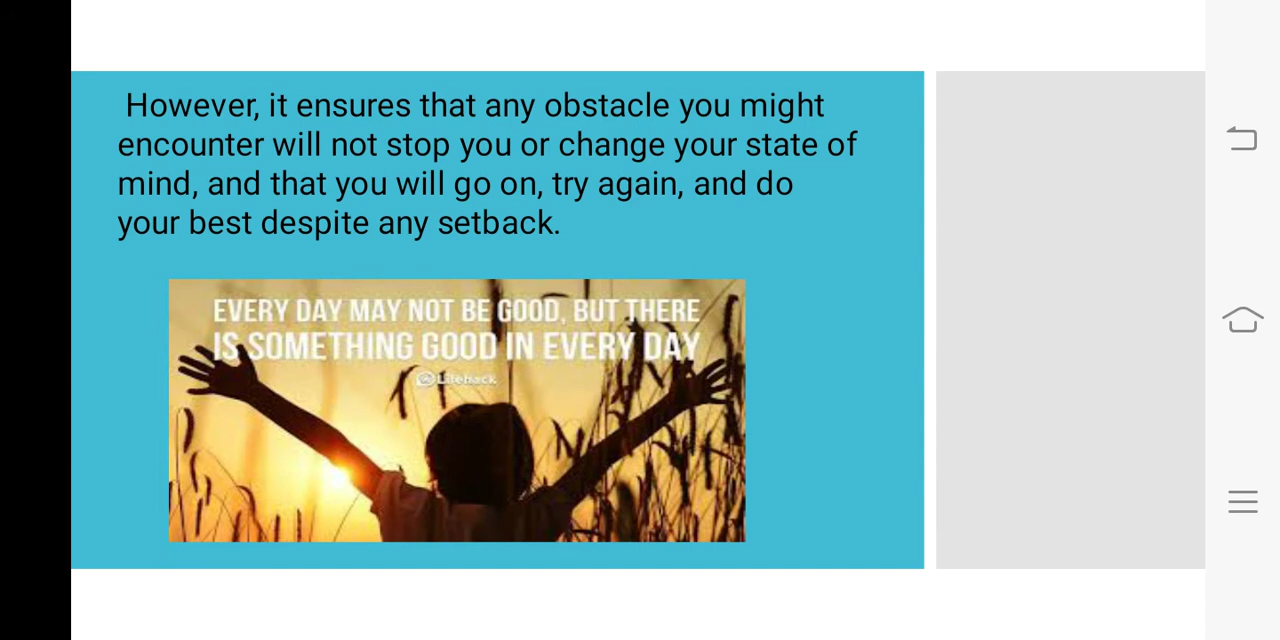 However, it ensures that any obstacle you might
encounter will not stop you or change your state of
mind, and that you will go on, try again, and do
your best despite any setback.
EVERY DAY MAY NOT BE GOOD, BUT THERE
IS SOMETHING GOOD IN EVERY DAY
Lifehack